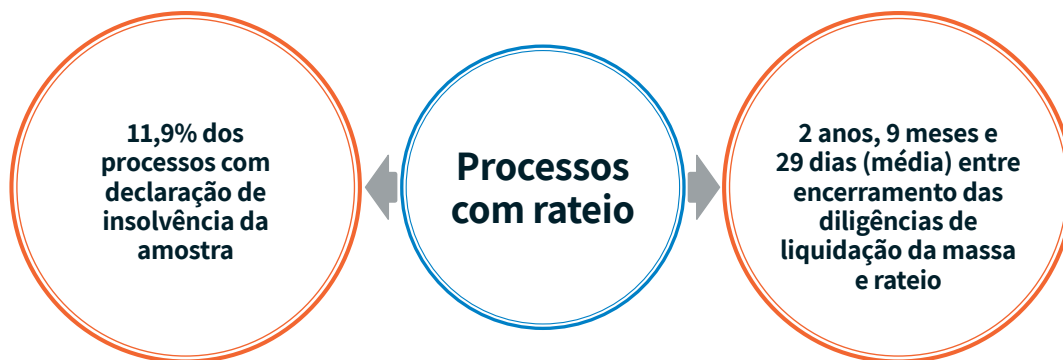 11,9% dos
processos com
declaração de
insolvência da
amostra
Processos
com rateio
2 anos, 9 meses e
29 dias (média) entre
encerramento das
diligências de
liquidação da massa
e rateio